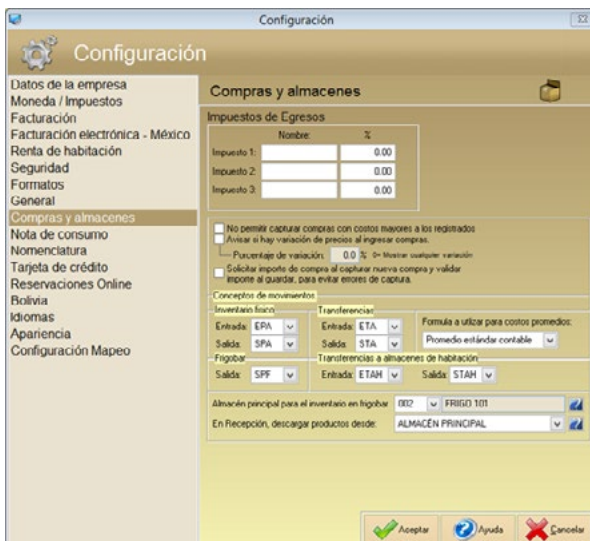 Configuración
Configuración
Datos de la empresa
Moneda / Impuestos
Facturación
Facturación electrónica - México
Renta de habitación
Seguridad
Formatos
General
Compras y almacenes
Nota de consumo
Nomenclatura
Tarjeta de crédito
Reservaciones Online
Bolivia
Idiomas
Apariencia
Configuración Mapeo
Compras y almacenes
Impuestos de Egresos
Nombre: %
Impuesto 1: 0.00
Impuesto 2: 0.00
Impuesto 3: 0.00
No permitir capturar compras con costos mayores a los registrados
Avisar si hay variación de precios al ingresar compras.
Porcentaje de variación: 0.0 % 0= Mostrar cualquier variación
Solicitar importe de compra al capturar nueva compra y validar
importe al guardar, para evitar errores de captura.
Conceptos de movimientos
Inventario físico Transferencias
Entrada: EPA Entrada: ETA Formula a utilizar para costos promedios:
Salida: SPA Salida: STA Promedio estándar contable
Frigobar Transferencias a almacenes de habitación
Salida: SPF Entrada: ETAH Salida: STAH
Almacén principal para el inventario en frigobar 002 FRIGO 101
En Recepción, descargar productos desde: ALMACÉN PRINCIPAL
Aceptar Ayuda Cancelar